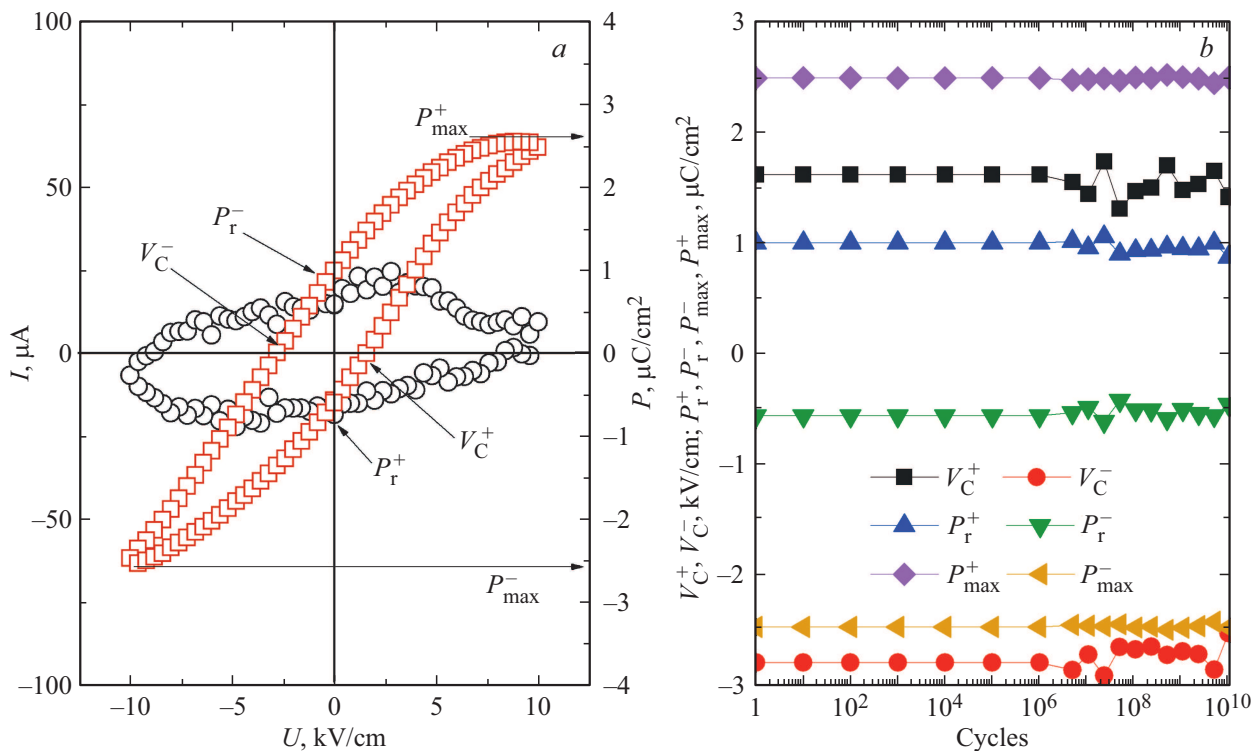 100
50
0
–50
–100
I, μA
–10
–5
0
5
10
U, kV/cm
4
3
2
1
0
–1
–2
–3
–4
P, μC/cm²
a
P⁺max
P⁻r
V⁻C
V⁺C
P⁺r
P⁻max
b
3
2
1
0
–1
–2
–3
V⁺C, V⁻C, kV/cm; P⁺r, P⁻r, P⁻max, P⁺max, μC/cm²
V⁺C
V⁻C
P⁺r
P⁻r
P⁺max
P⁻max
1
10²
10⁴
10⁶
10⁸
10¹⁰
Cycles